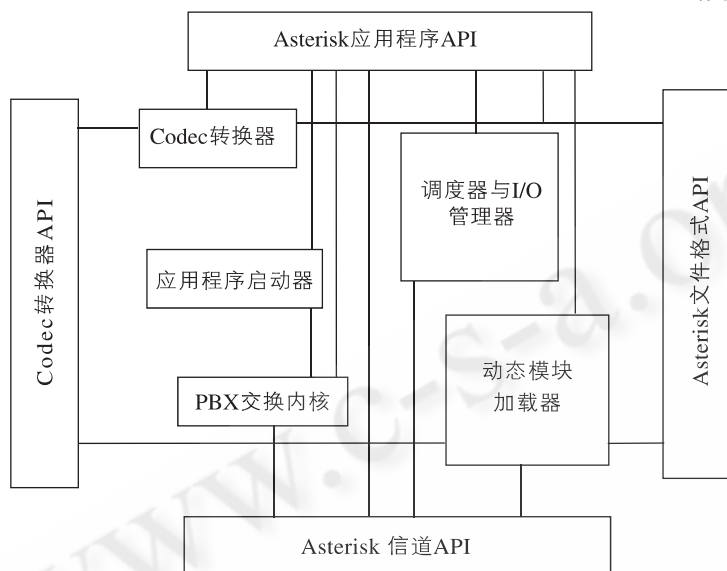 Asterisk应用程序API
Codec转换器
调度器与I/O
管理器
Codec转换器API
Asterisk文件格式API
应用程序启动器
动态模块
加载器
PBX交换内核
Asterisk 信道API
www.c-s-a.o